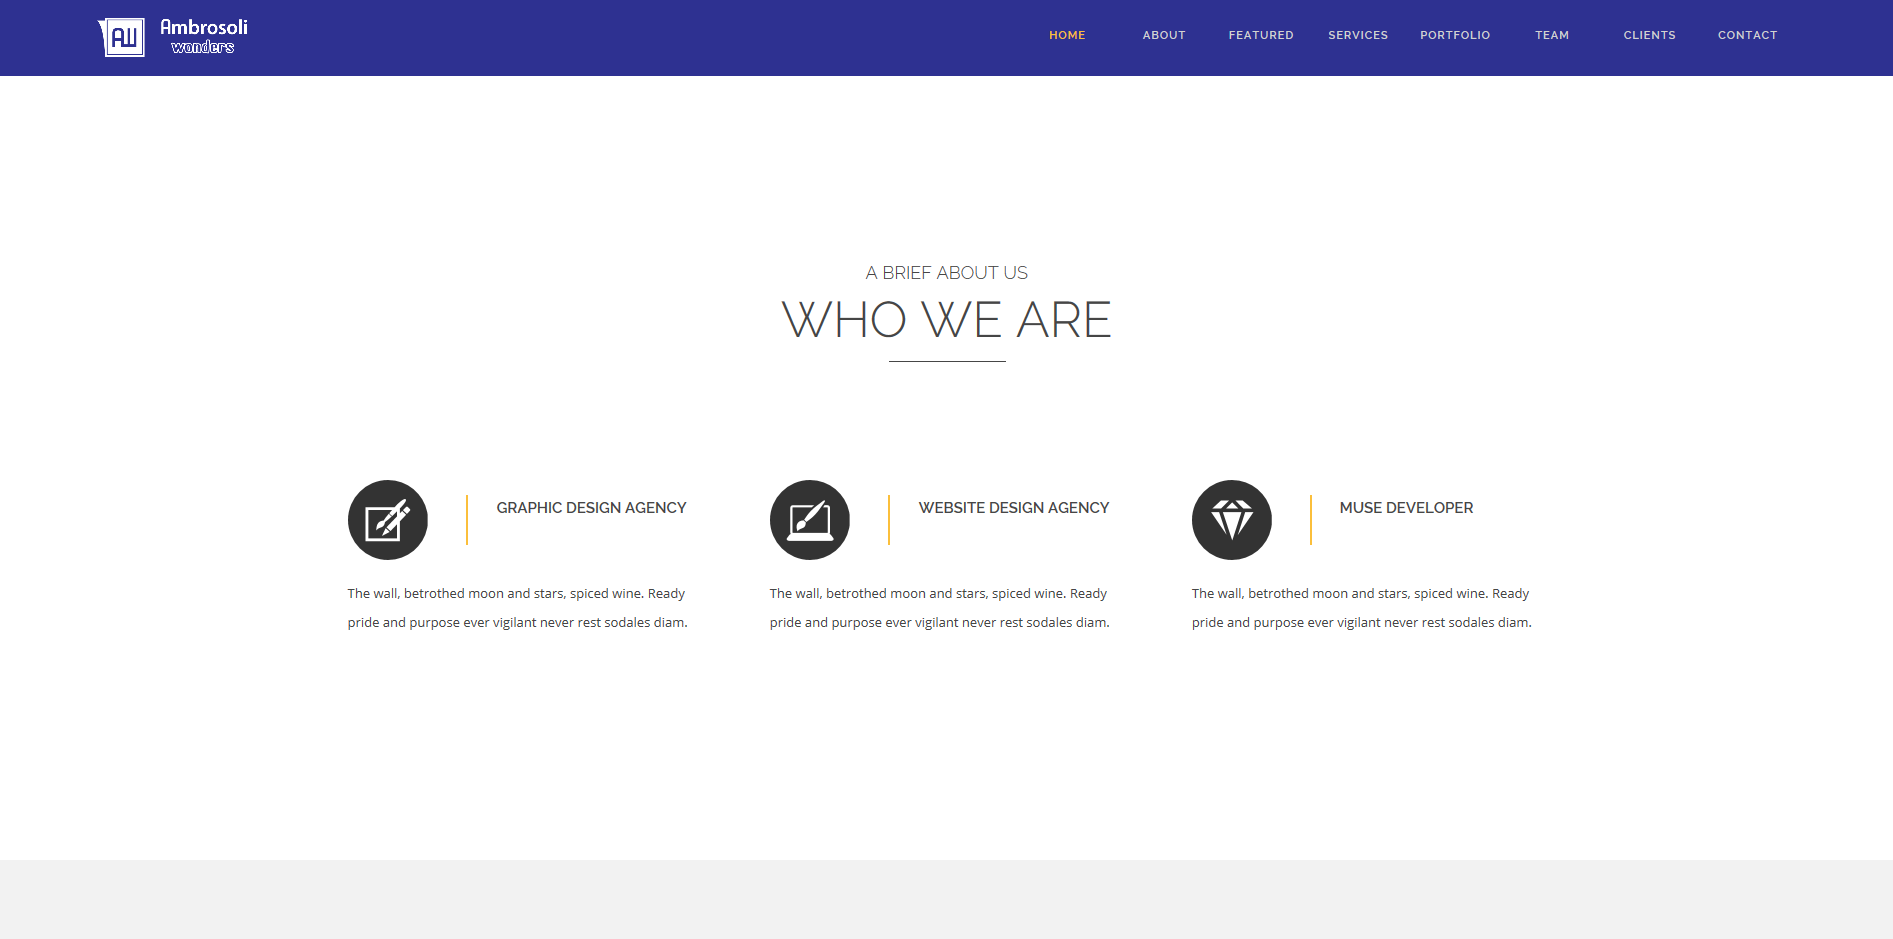 AW
Ambrosoli
wonders
HOME ABOUT FEATURED SERVICES PORTFOLIO TEAM CLIENTS CONTACT
A BRIEF ABOUT US
WHO WE ARE
GRAPHIC DESIGN AGENCY
The wall, betrothed moon and stars, spiced wine. Ready
pride and purpose ever vigilant never rest sodales diam.
WEBSITE DESIGN AGENCY
The wall, betrothed moon and stars, spiced wine. Ready
pride and purpose ever vigilant never rest sodales diam.
MUSE DEVELOPER
The wall, betrothed moon and stars, spiced wine. Ready
pride and purpose ever vigilant never rest sodales diam.